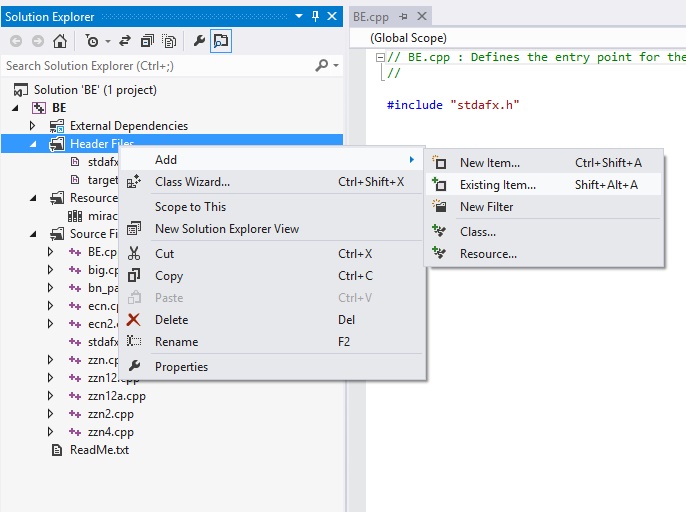 Solution Explorer
BE.cpp
(Global Scope)
Search Solution Explorer (Ctrl+;)
// BE.cpp : Defines the entry point for the
//
#include "stdafx.h"
Solution 'BE' (1 project)
BE
External Dependencies
Header Files
stdaf
target
Resource
mirac
Source Fi
BE.cp
big.cp
bn_pa
ecn.cp
ecn2.c
stdafx
zzn.cp
zzn12.cpp
zzn12a.cpp
zzn2.cpp
zzn4.cpp
ReadMe.txt
Add
Class Wizard... Ctrl+Shift+X
Scope to This
New Solution Explorer View
Cut Ctrl+X
Copy Ctrl+C
Paste Ctrl+V
Delete Del
Rename F2
Properties
New Item... Ctrl+Shift+A
Existing Item... Shift+Alt+A
New Filter
Class...
Resource...